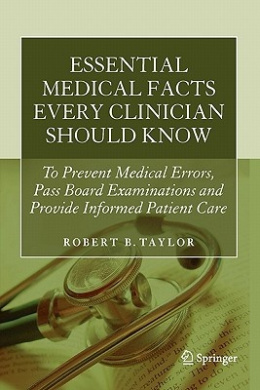 ESSENTIAL
MEDICAL FACTS
EVERY CLINICIAN
SHOULD KNOW
To Prevent Medical Errors,
Pass Board Examinations and
Provide Informed Patient Care
ROBERT B. TAYLOR
Springer